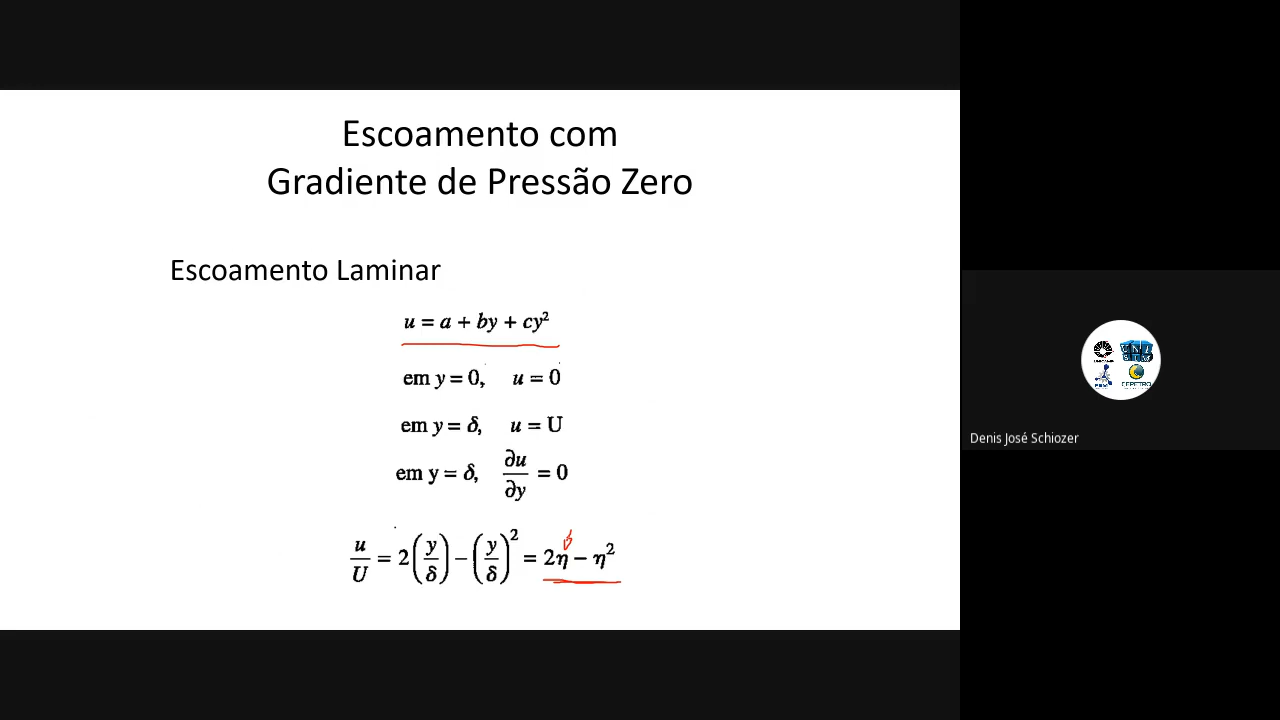 Escoamento com
Gradiente de Pressão Zero
Escoamento Laminar
u = a + by + cy²
em y = 0, u = 0
em y = δ, u = U
em y = δ, ∂u/∂y = 0
u/U = 2(y/δ) − (y/δ)² = 2η − η²
Denis José Schiozer